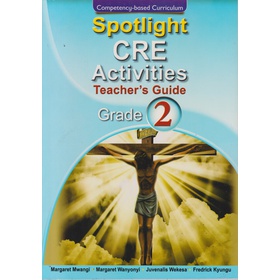 Competency-based Curriculum
Spotlight
CRE
Activities
Teacher's Guide
Grade 2
Margaret Mwangi · Margaret Wanyonyi · Juvenalis Wekesa · Fredrick Kyungu